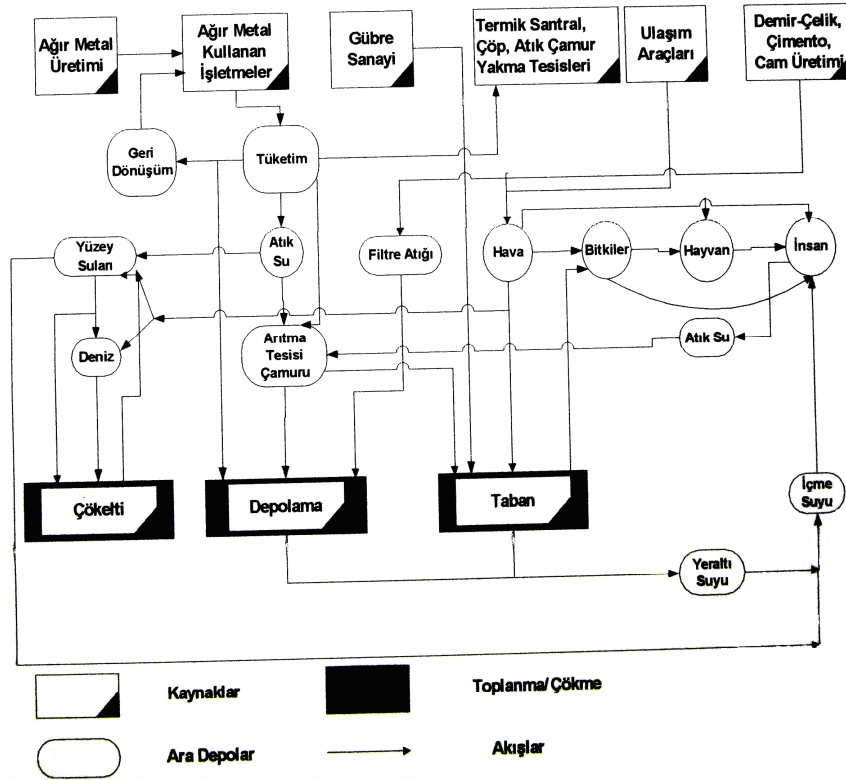 Ağır Metal
Üretimi
Ağır Metal
Kullanan
İşletmeler
Gübre
Sanayi
Termik Santral,
Çöp, Atık Çamur
Yakma Tesisleri
Ulaşım
Araçları
Demir-Çelik,
Çimento,
Cam Üretimi
Geri
Dönüşüm
Tüketim
Yüzey
Suları
Atık
Su
Filtre Atığı
Hava
Bitkiler
Hayvan
İnsan
Deniz
Arıtma
Tesisi
Çamuru
Atık Su
Çökelti
Depolama
Taban
İçme
Suyu
Yeraltı
Suyu
Kaynaklar
Toplanma/ Çökme
Ara Depolar
Akışlar